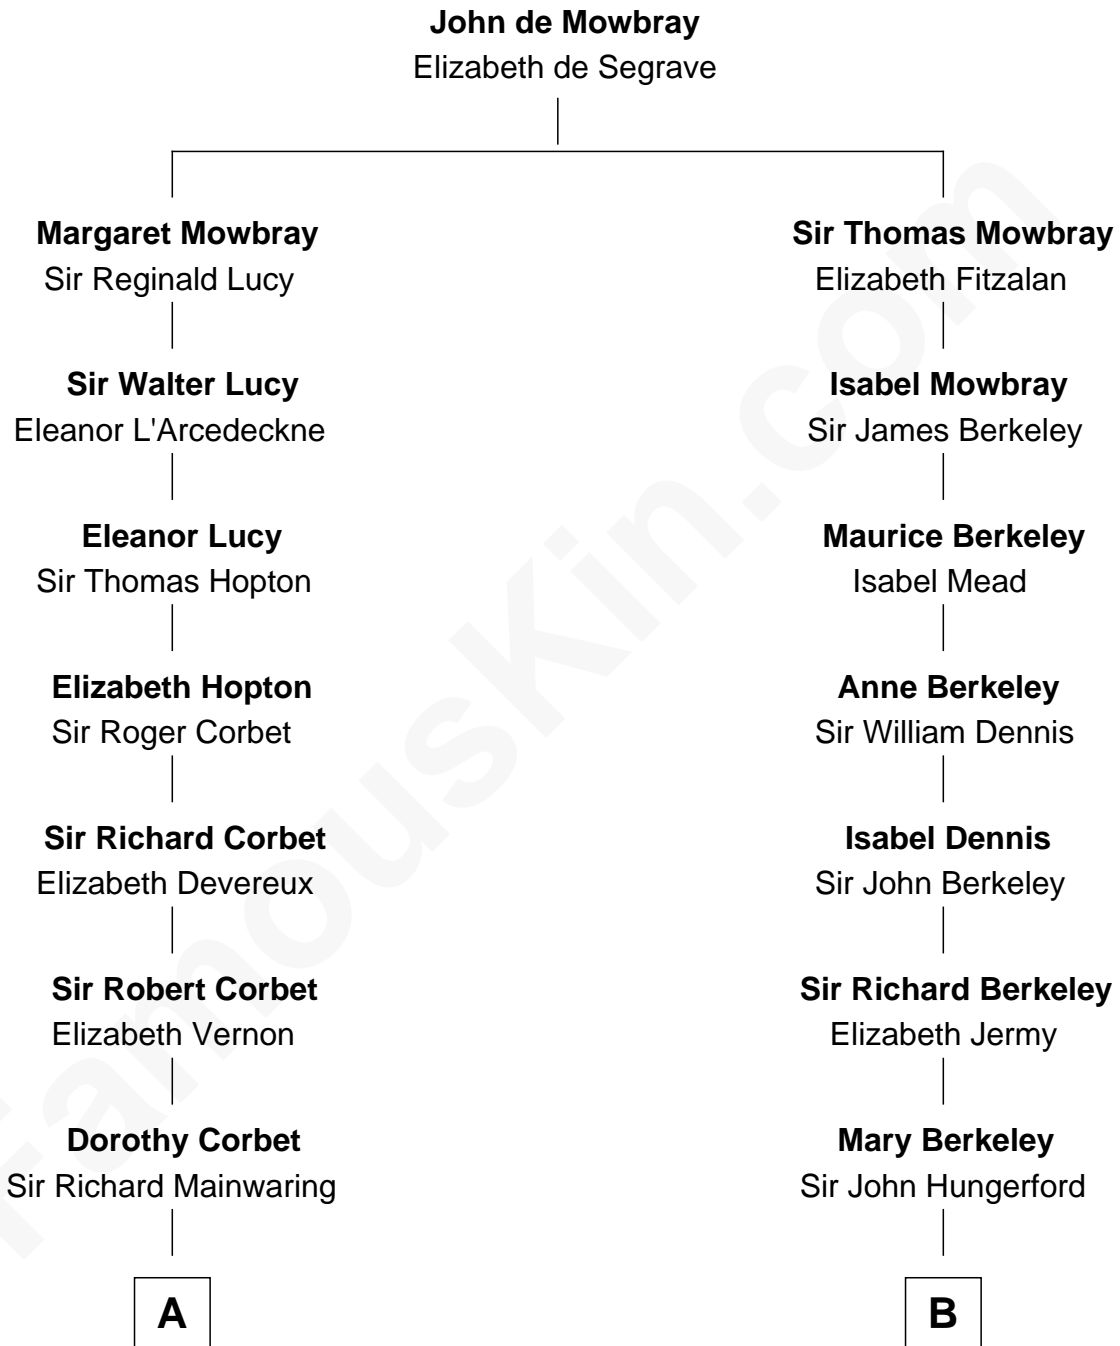 John de Mowbray
Elizabeth de Segrave
Margaret Mowbray
Sir Reginald Lucy
Sir Thomas Mowbray
Elizabeth Fitzalan
Sir Walter Lucy
Eleanor L'Arcedeckne
Isabel Mowbray
Sir James Berkeley
Eleanor Lucy
Sir Thomas Hopton
Maurice Berkeley
Isabel Mead
Elizabeth Hopton
Sir Roger Corbet
Anne Berkeley
Sir William Dennis
Sir Richard Corbet
Elizabeth Devereux
Isabel Dennis
Sir John Berkeley
Sir Robert Corbet
Elizabeth Vernon
Sir Richard Berkeley
Elizabeth Jermy
Dorothy Corbet
Sir Richard Mainwaring
Mary Berkeley
Sir John Hungerford
A
B
FamousKin.com